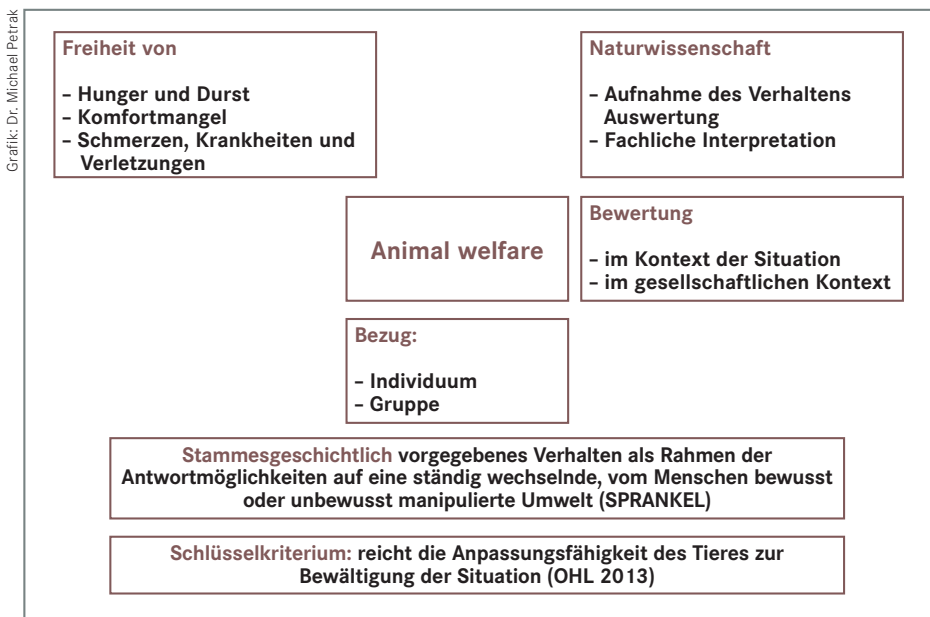 Grafik: Dr. Michael Petrak
Freiheit von
– Hunger und Durst
– Komfortmangel
– Schmerzen, Krankheiten und
Verletzungen
Naturwissenschaft
– Aufnahme des Verhaltens
Auswertung
– Fachliche Interpretation
Animal welfare
Bewertung
– im Kontext der Situation
– im gesellschaftlichen Kontext
Bezug:
– Individuum
– Gruppe
Stammesgeschichtlich vorgegebenes Verhalten als Rahmen der
Antwortmöglichkeiten auf eine ständig wechselnde, vom Menschen bewusst
oder unbewusst manipulierte Umwelt (SPRANKEL)
Schlüsselkriterium: reicht die Anpassungsfähigkeit des Tieres zur
Bewältigung der Situation (OHL 2013)